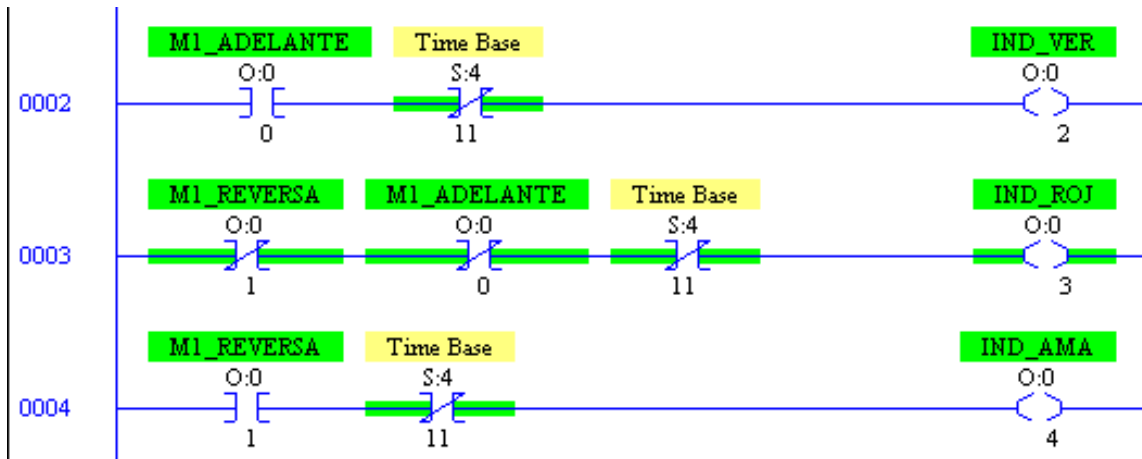 M1_ADELANTE Time Base IND_VER
O:0 S:4 O:0
0002
0 11 2
M1_REVERSA M1_ADELANTE Time Base IND_ROJ
O:0 O:0 S:4 O:0
0003
1 0 11 3
M1_REVERSA Time Base IND_AMA
O:0 S:4 O:0
0004
1 11 4